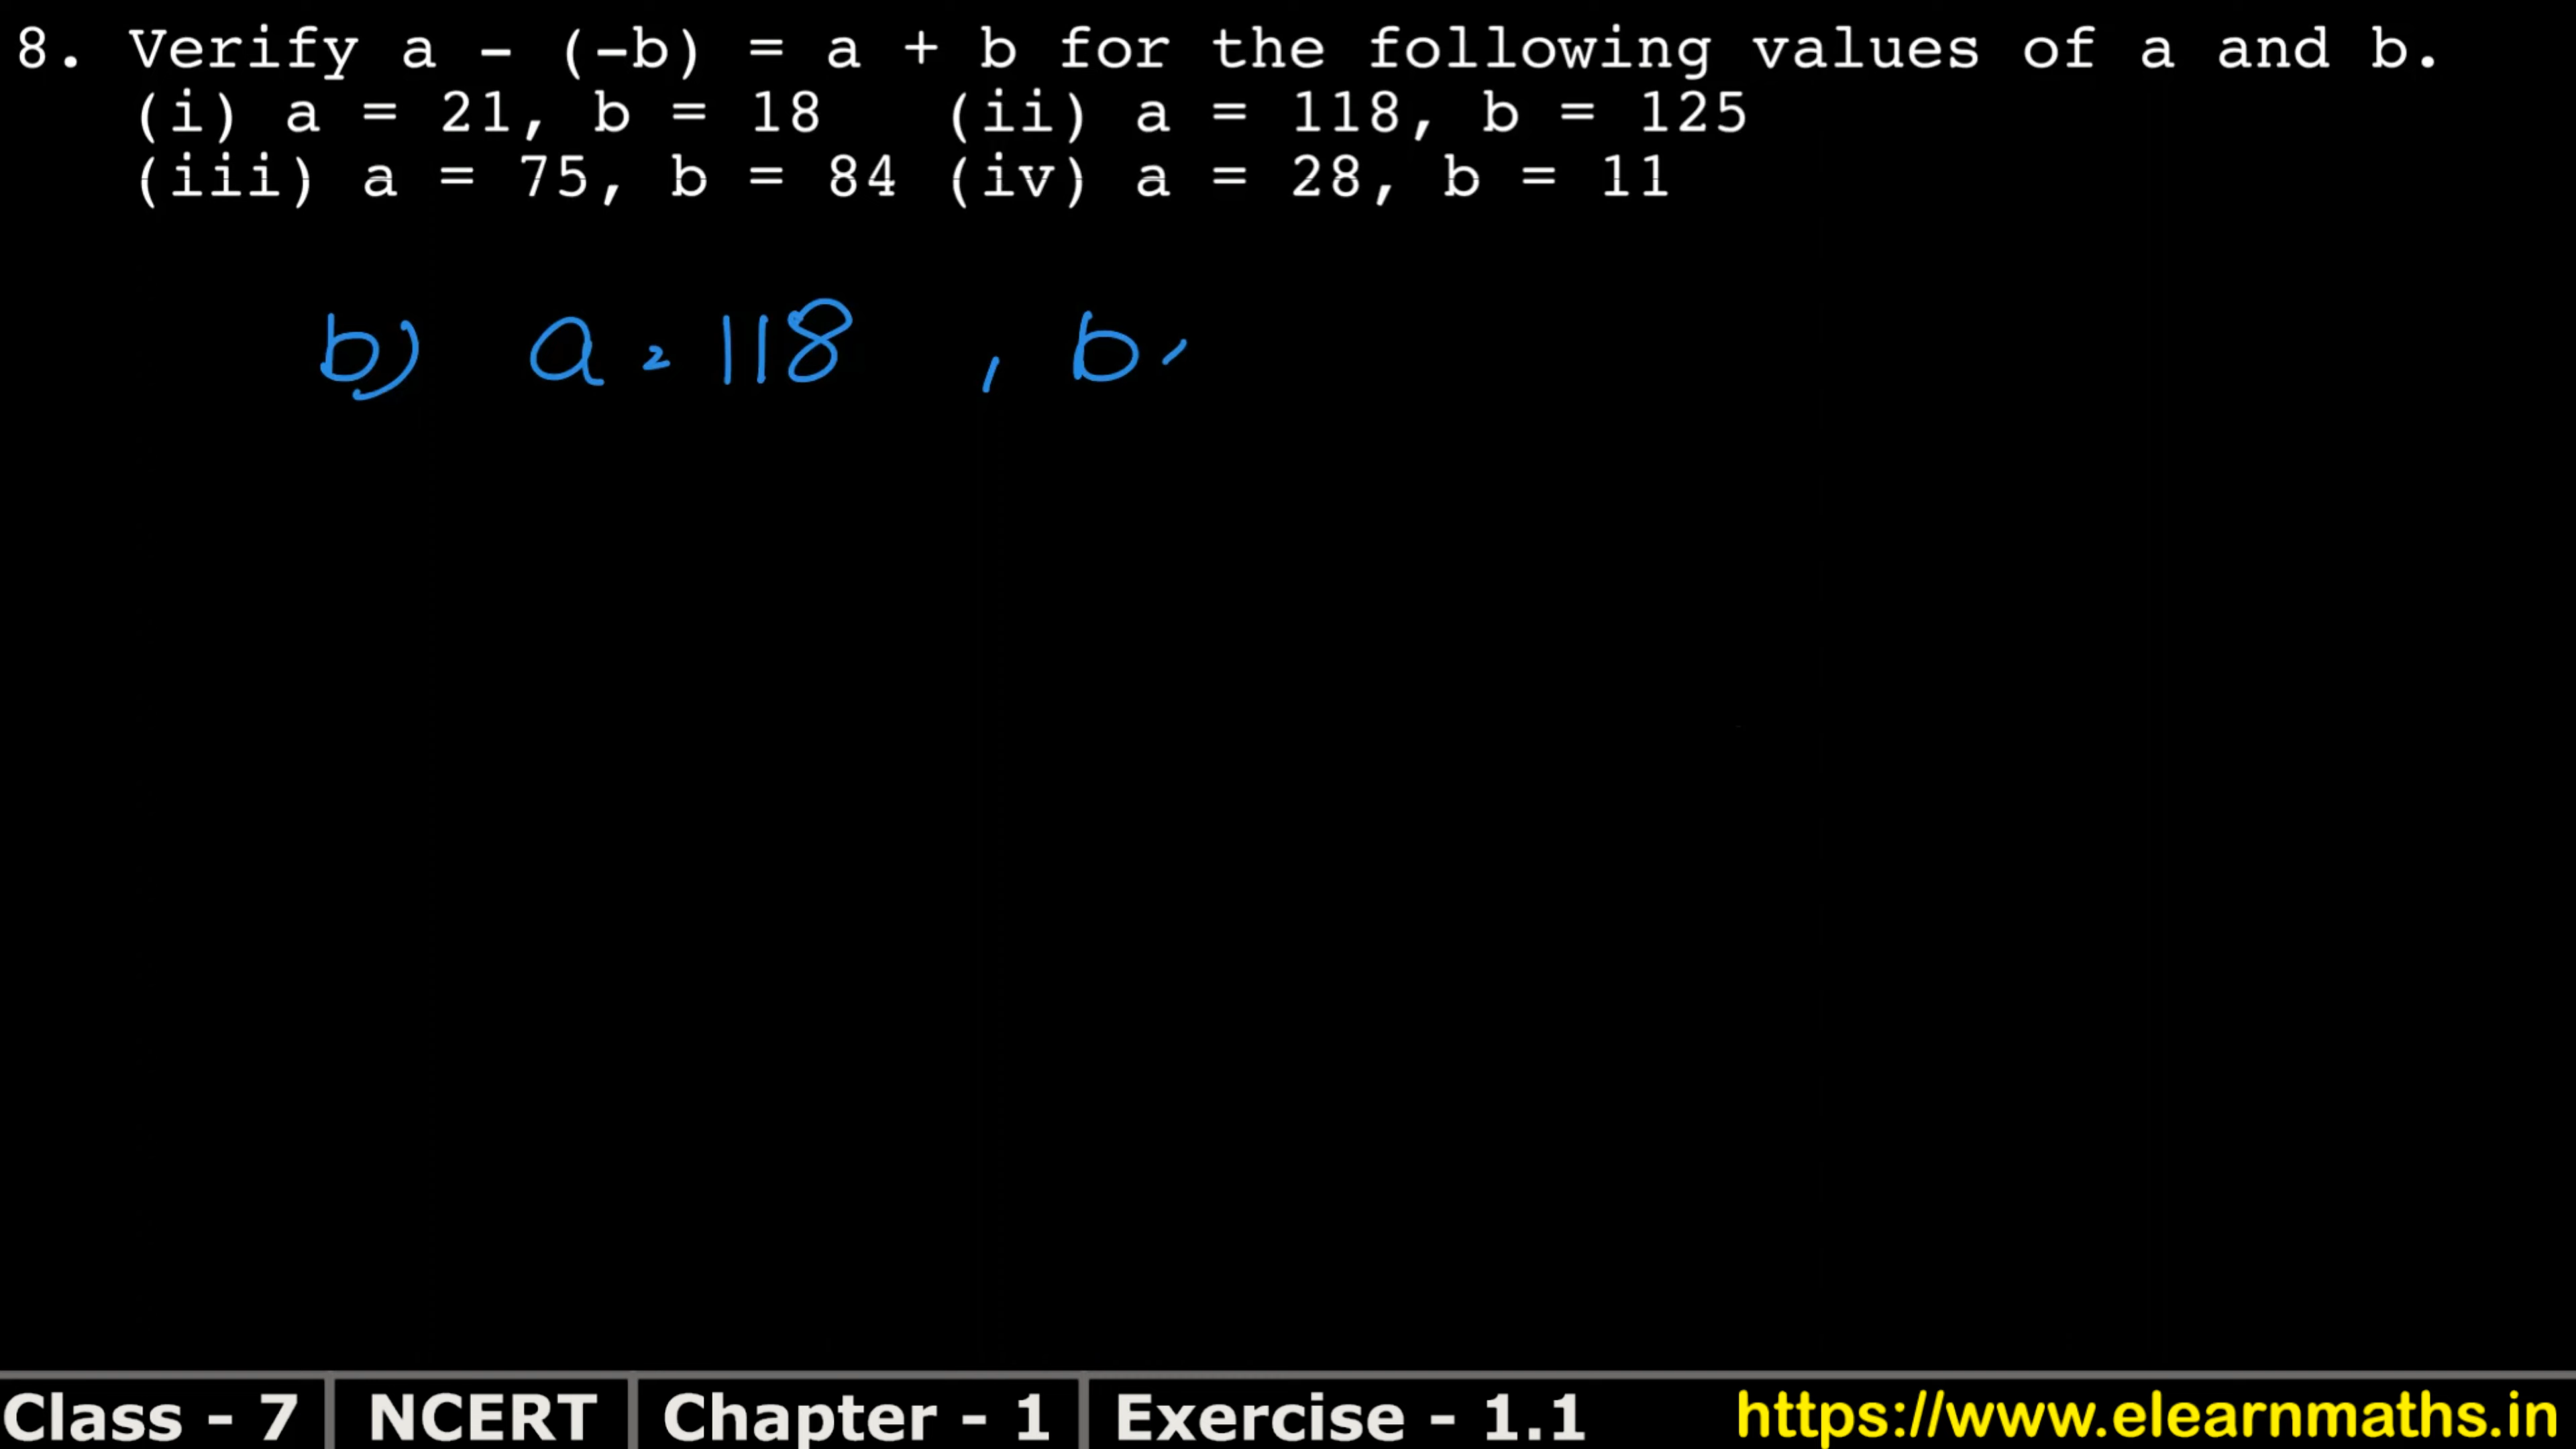 8. Verify a - (-b) = a + b for the following values of a and b.
(i) a = 21, b = 18 (ii) a = 118, b = 125
(iii) a = 75, b = 84 (iv) a = 28, b = 11
b) a = 118 , b
Class - 7 NCERT Chapter - 1 Exercise - 1.1 https://www.elearnmaths.in